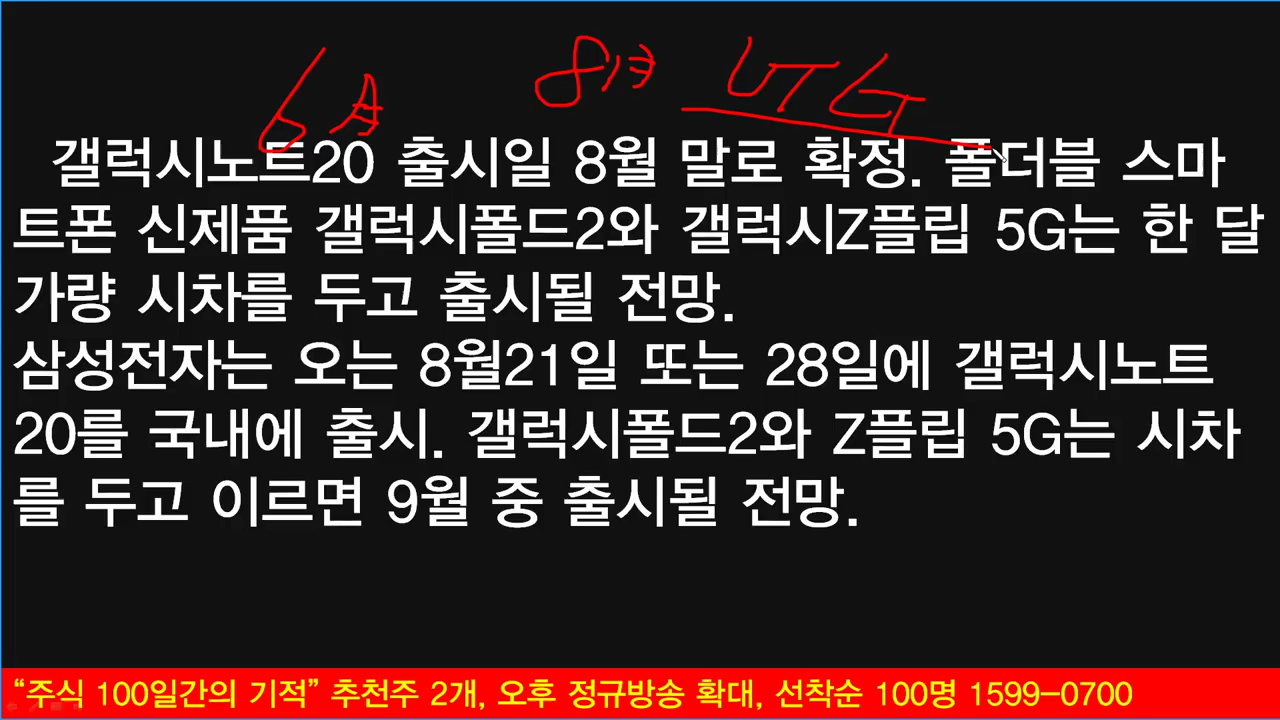 UTG
갤럭시노트20 출시일 8월 말로 확정. 폴더블 스마
트폰 신제품 갤럭시폴드2와 갤럭시Z플립 5G는 한 달
가량 시차를 두고 출시될 전망.
삼성전자는 오는 8월21일 또는 28일에 갤럭시노트
20를 국내에 출시. 갤럭시폴드2와 Z플립 5G는 시차
를 두고 이르면 9월 중 출시될 전망.
“주식 100일간의 기적” 추천주 2개, 오후 정규방송 확대, 선착순 100명 1599-0700